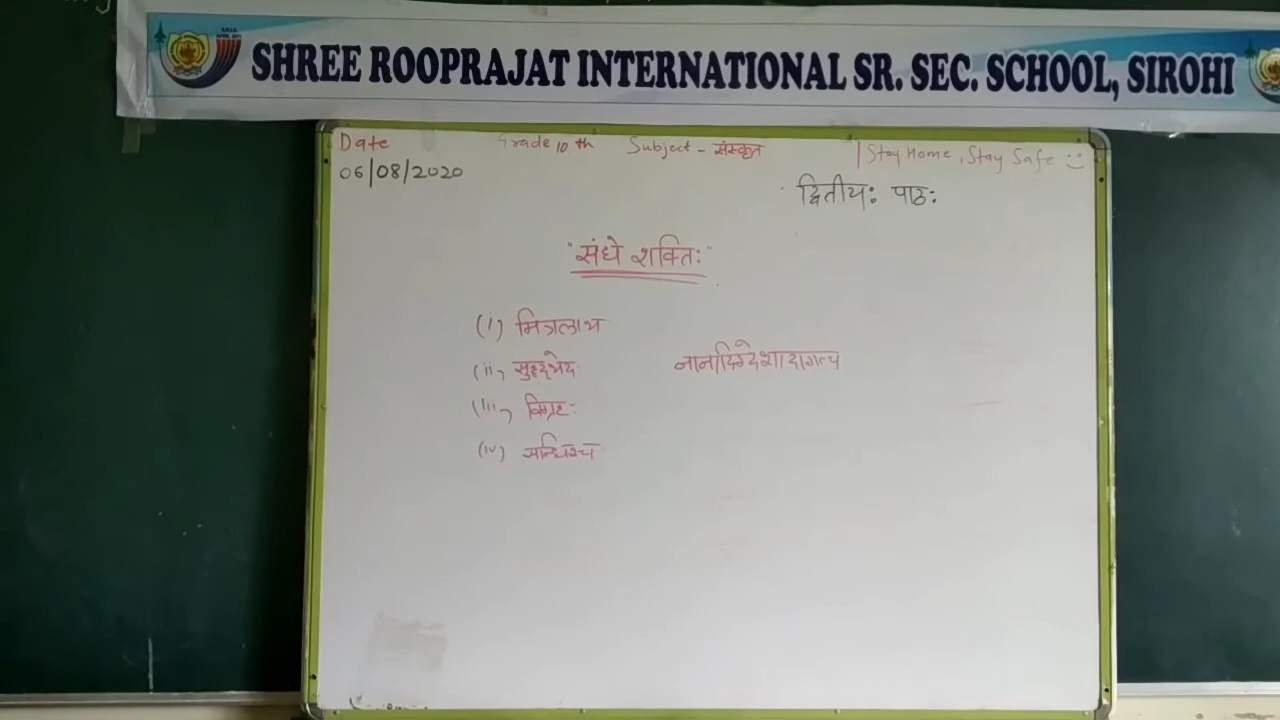 SHREE ROOPRAJAT INTERNATIONAL SR. SEC. SCHOOL, SIROHI
Date Grade 10 th Subject - संस्कृत | Stay Home, Stay Safe
06/08/2020
द्वितीय: पाठ:
"संघे शक्ति:"
(i) मित्रलाभ
(ii) सुहृद्भेद नानादिग्देशादागत्य
(iii) विग्रह:
(iv) सन्धिश्च